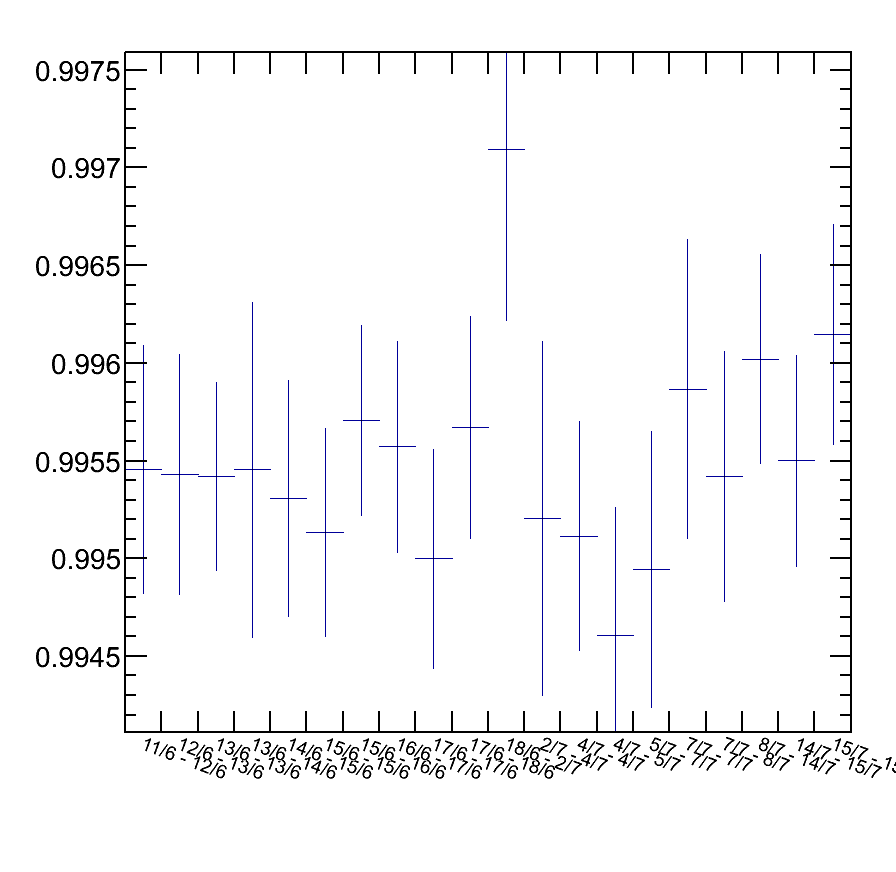 0.9975
0.997
0.9965
0.996
0.9955
0.995
0.9945
11/6 - 12/6
12/6 - 13/6
13/6 - 13/6
13/6 - 14/6
14/6 - 15/6
15/6 - 15/6
15/6 - 16/6
16/6 - 17/6
17/6 - 17/6
17/6 - 18/6
18/6 - 2/7
2/7 - 4/7
4/7 - 4/7
4/7 - 5/7
5/7 - 7/7
7/7 - 7/7
7/7 - 8/7
8/7 - 14/7
14/7 - 15/7
15/7 - 15